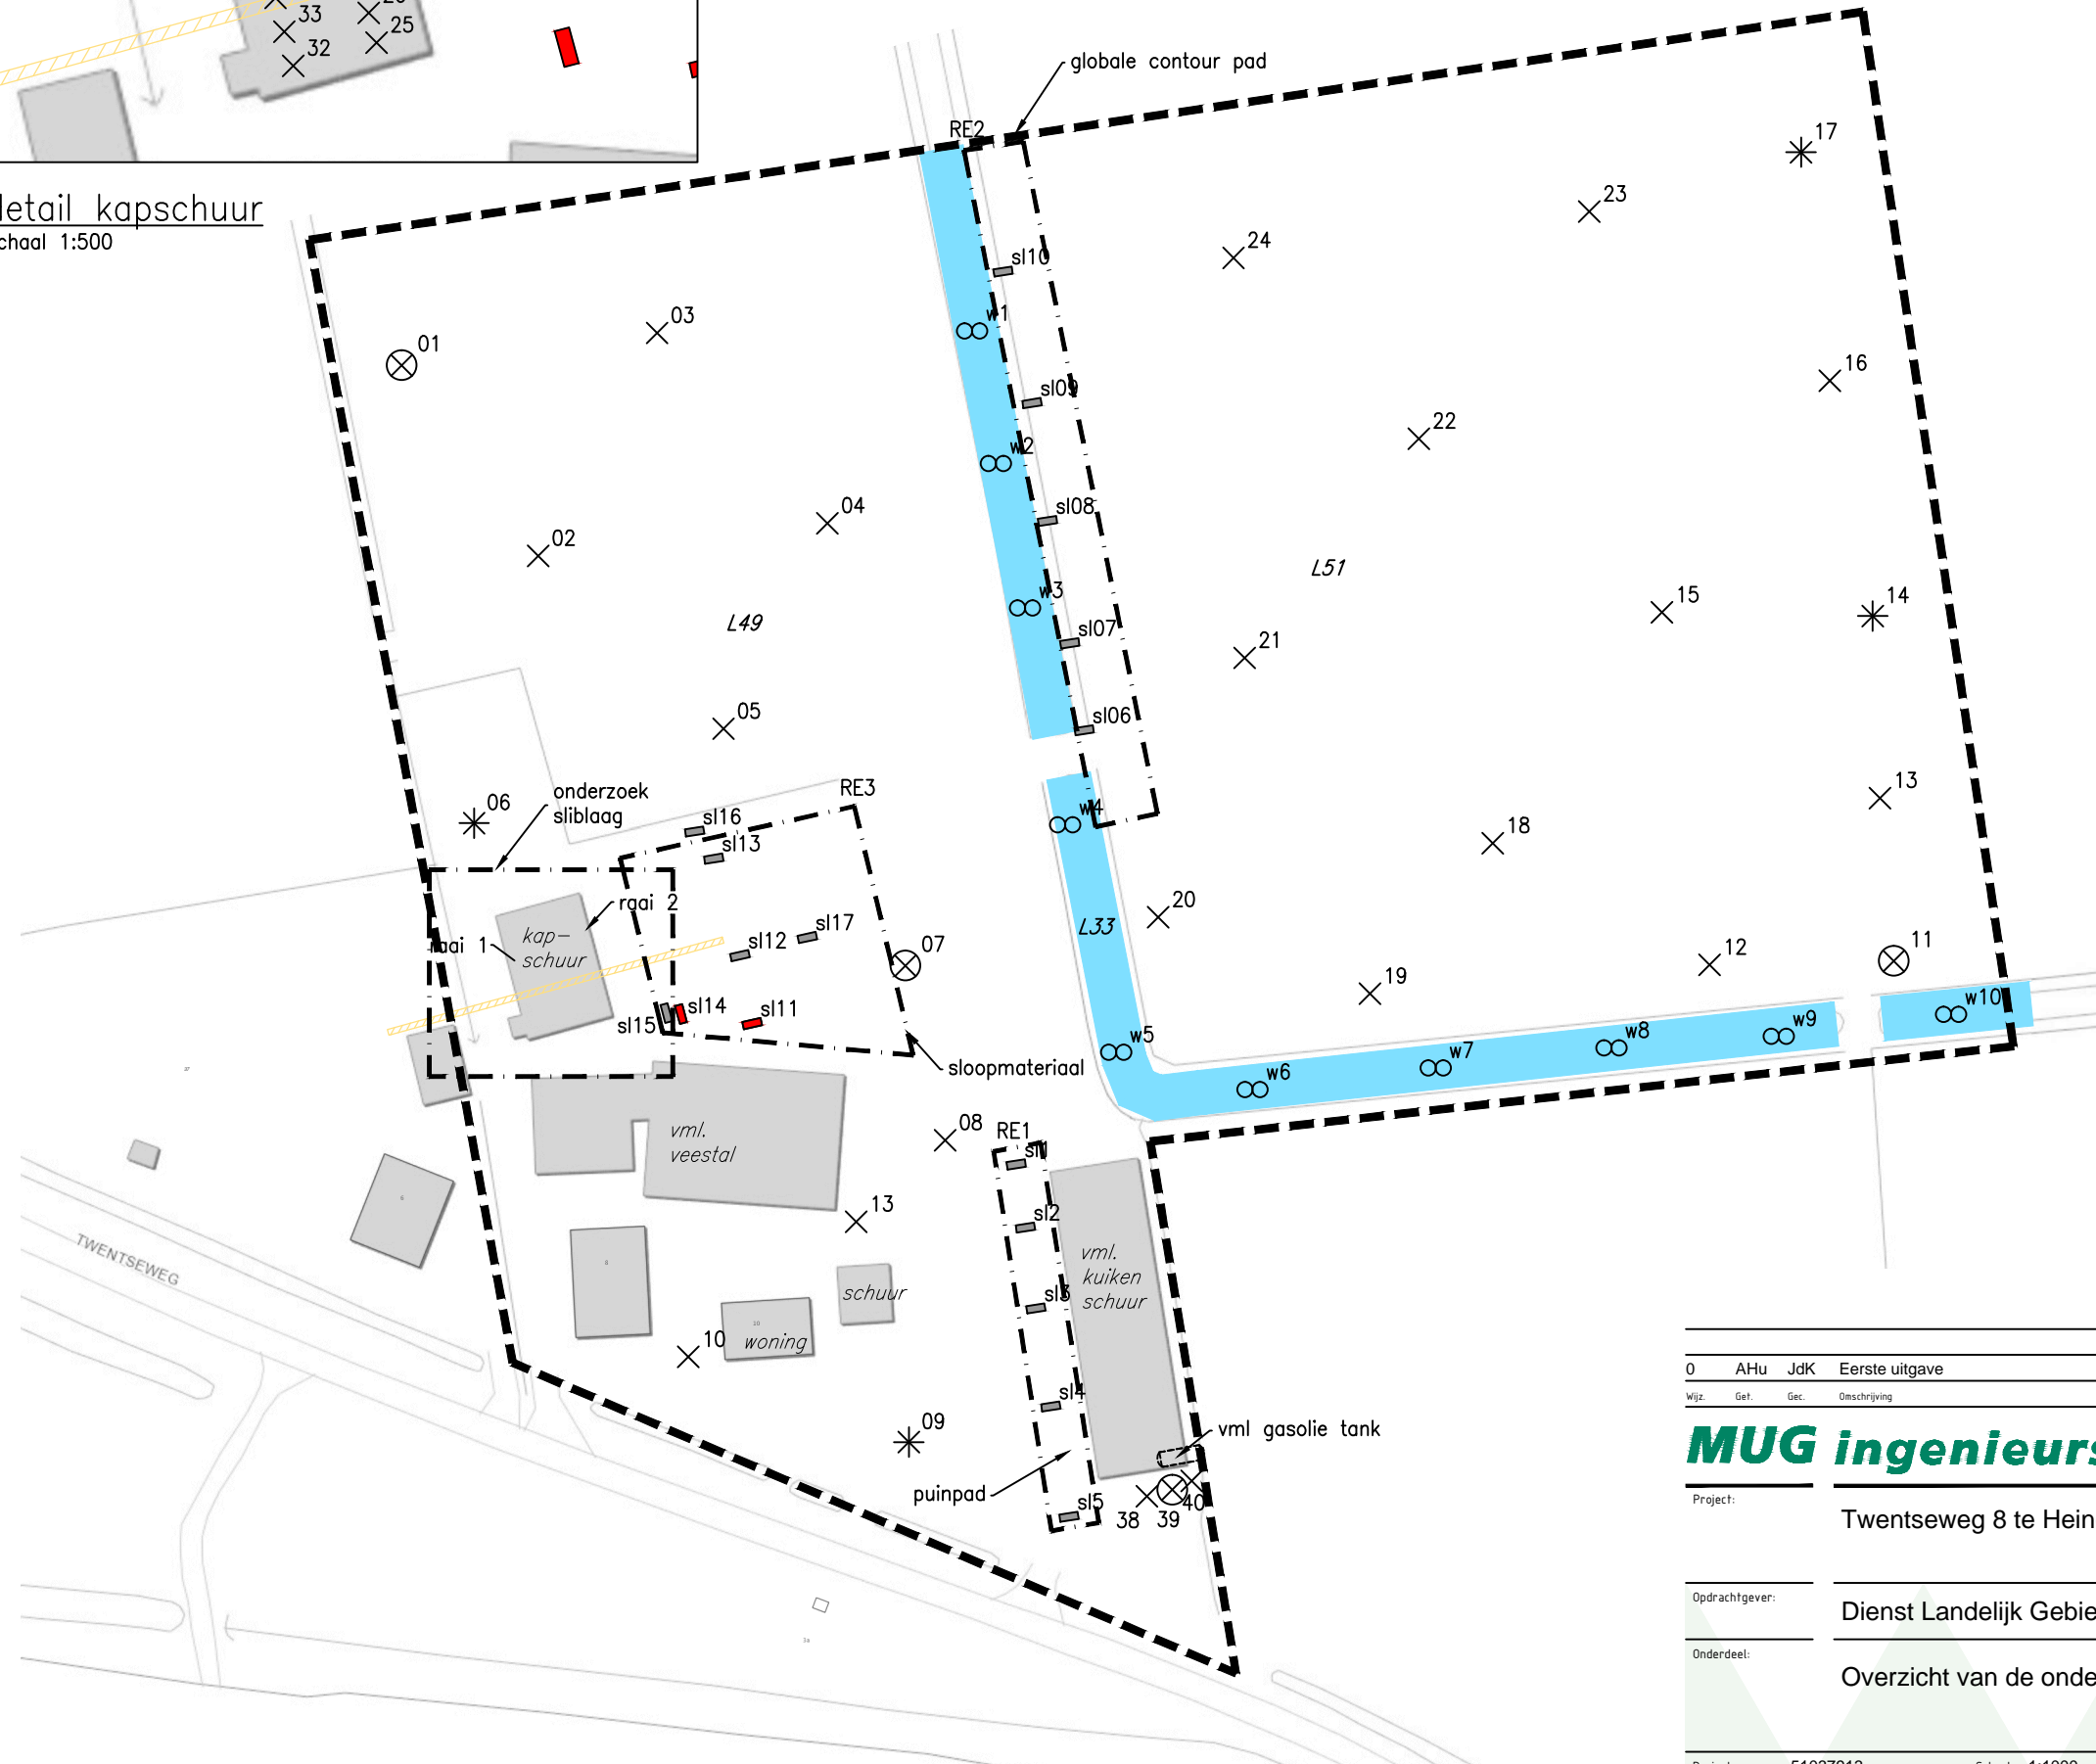 33
25
32
detail kapschuur
schaal 1:500
globale contour pad
RE2
17
23
24
sl10
w1
03
01
16
sl09
22
w2
04
sl08
02
L51
w3
15
14
L49
sl07
21
05
sl06
13
RE3
onderzoek
sliblaag
06
sl16
w4
18
sl13
raai 2
20
kap-
schuur
raai 1
sl12
sl17
07
L33
12
11
19
w10
sl14
sl11
sl15
w5
w9
w8
w7
w6
sloopmateriaal
08
RE1
sl1
vml.
veestal
13
sl2
TWENTSEWEG
vml.
kuiken
schuur
schuur
sl3
10
woning
sl4
09
vml gasolie tank
puinpad
sl5
38
39
40
0 AHu JdK Eerste uitgave
Wijz. Get. Gec. Omschrijving
MUG ingenieurs
Project:
Twentseweg 8 te Hein
Opdrachtgever:
Dienst Landelijk Gebie
Onderdeel:
Overzicht van de onde